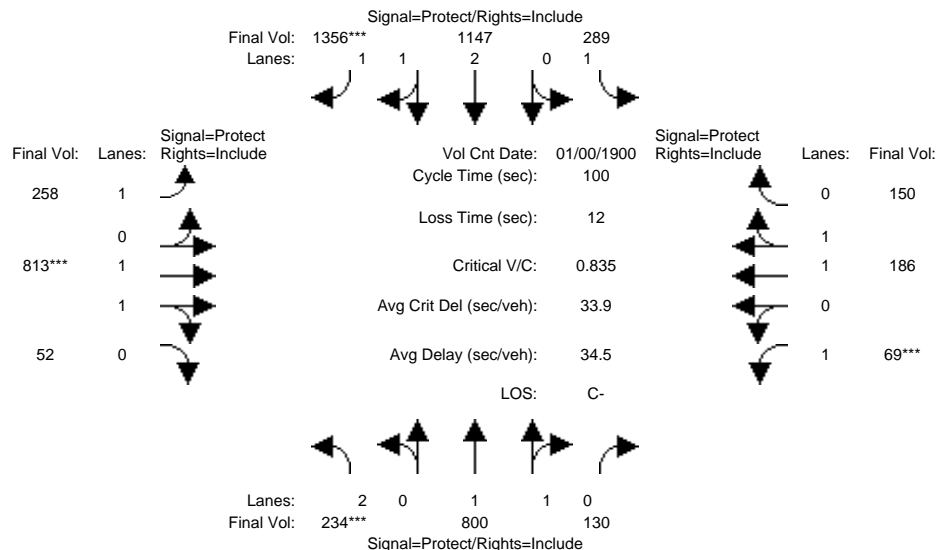 Signal=Protect/Rights=Include
Final Vol: 1356*** 1147 289
Lanes: 1 1 2 0 1
Signal=Protect
Final Vol: Lanes: Rights=Include
Vol Cnt Date: 01/00/1900
Signal=Protect
Rights=Include Lanes: Final Vol:
Cycle Time (sec): 100
258 1
0 150
Loss Time (sec): 12
0
1
813*** 1
Critical V/C: 0.835
1 186
1
Avg Crit Del (sec/veh): 33.9
0
52 0
Avg Delay (sec/veh): 34.5
1 69***
LOS: C-
Lanes: 2 0 1 1 0
Final Vol: 234*** 800 130
Signal=Protect/Rights=Include